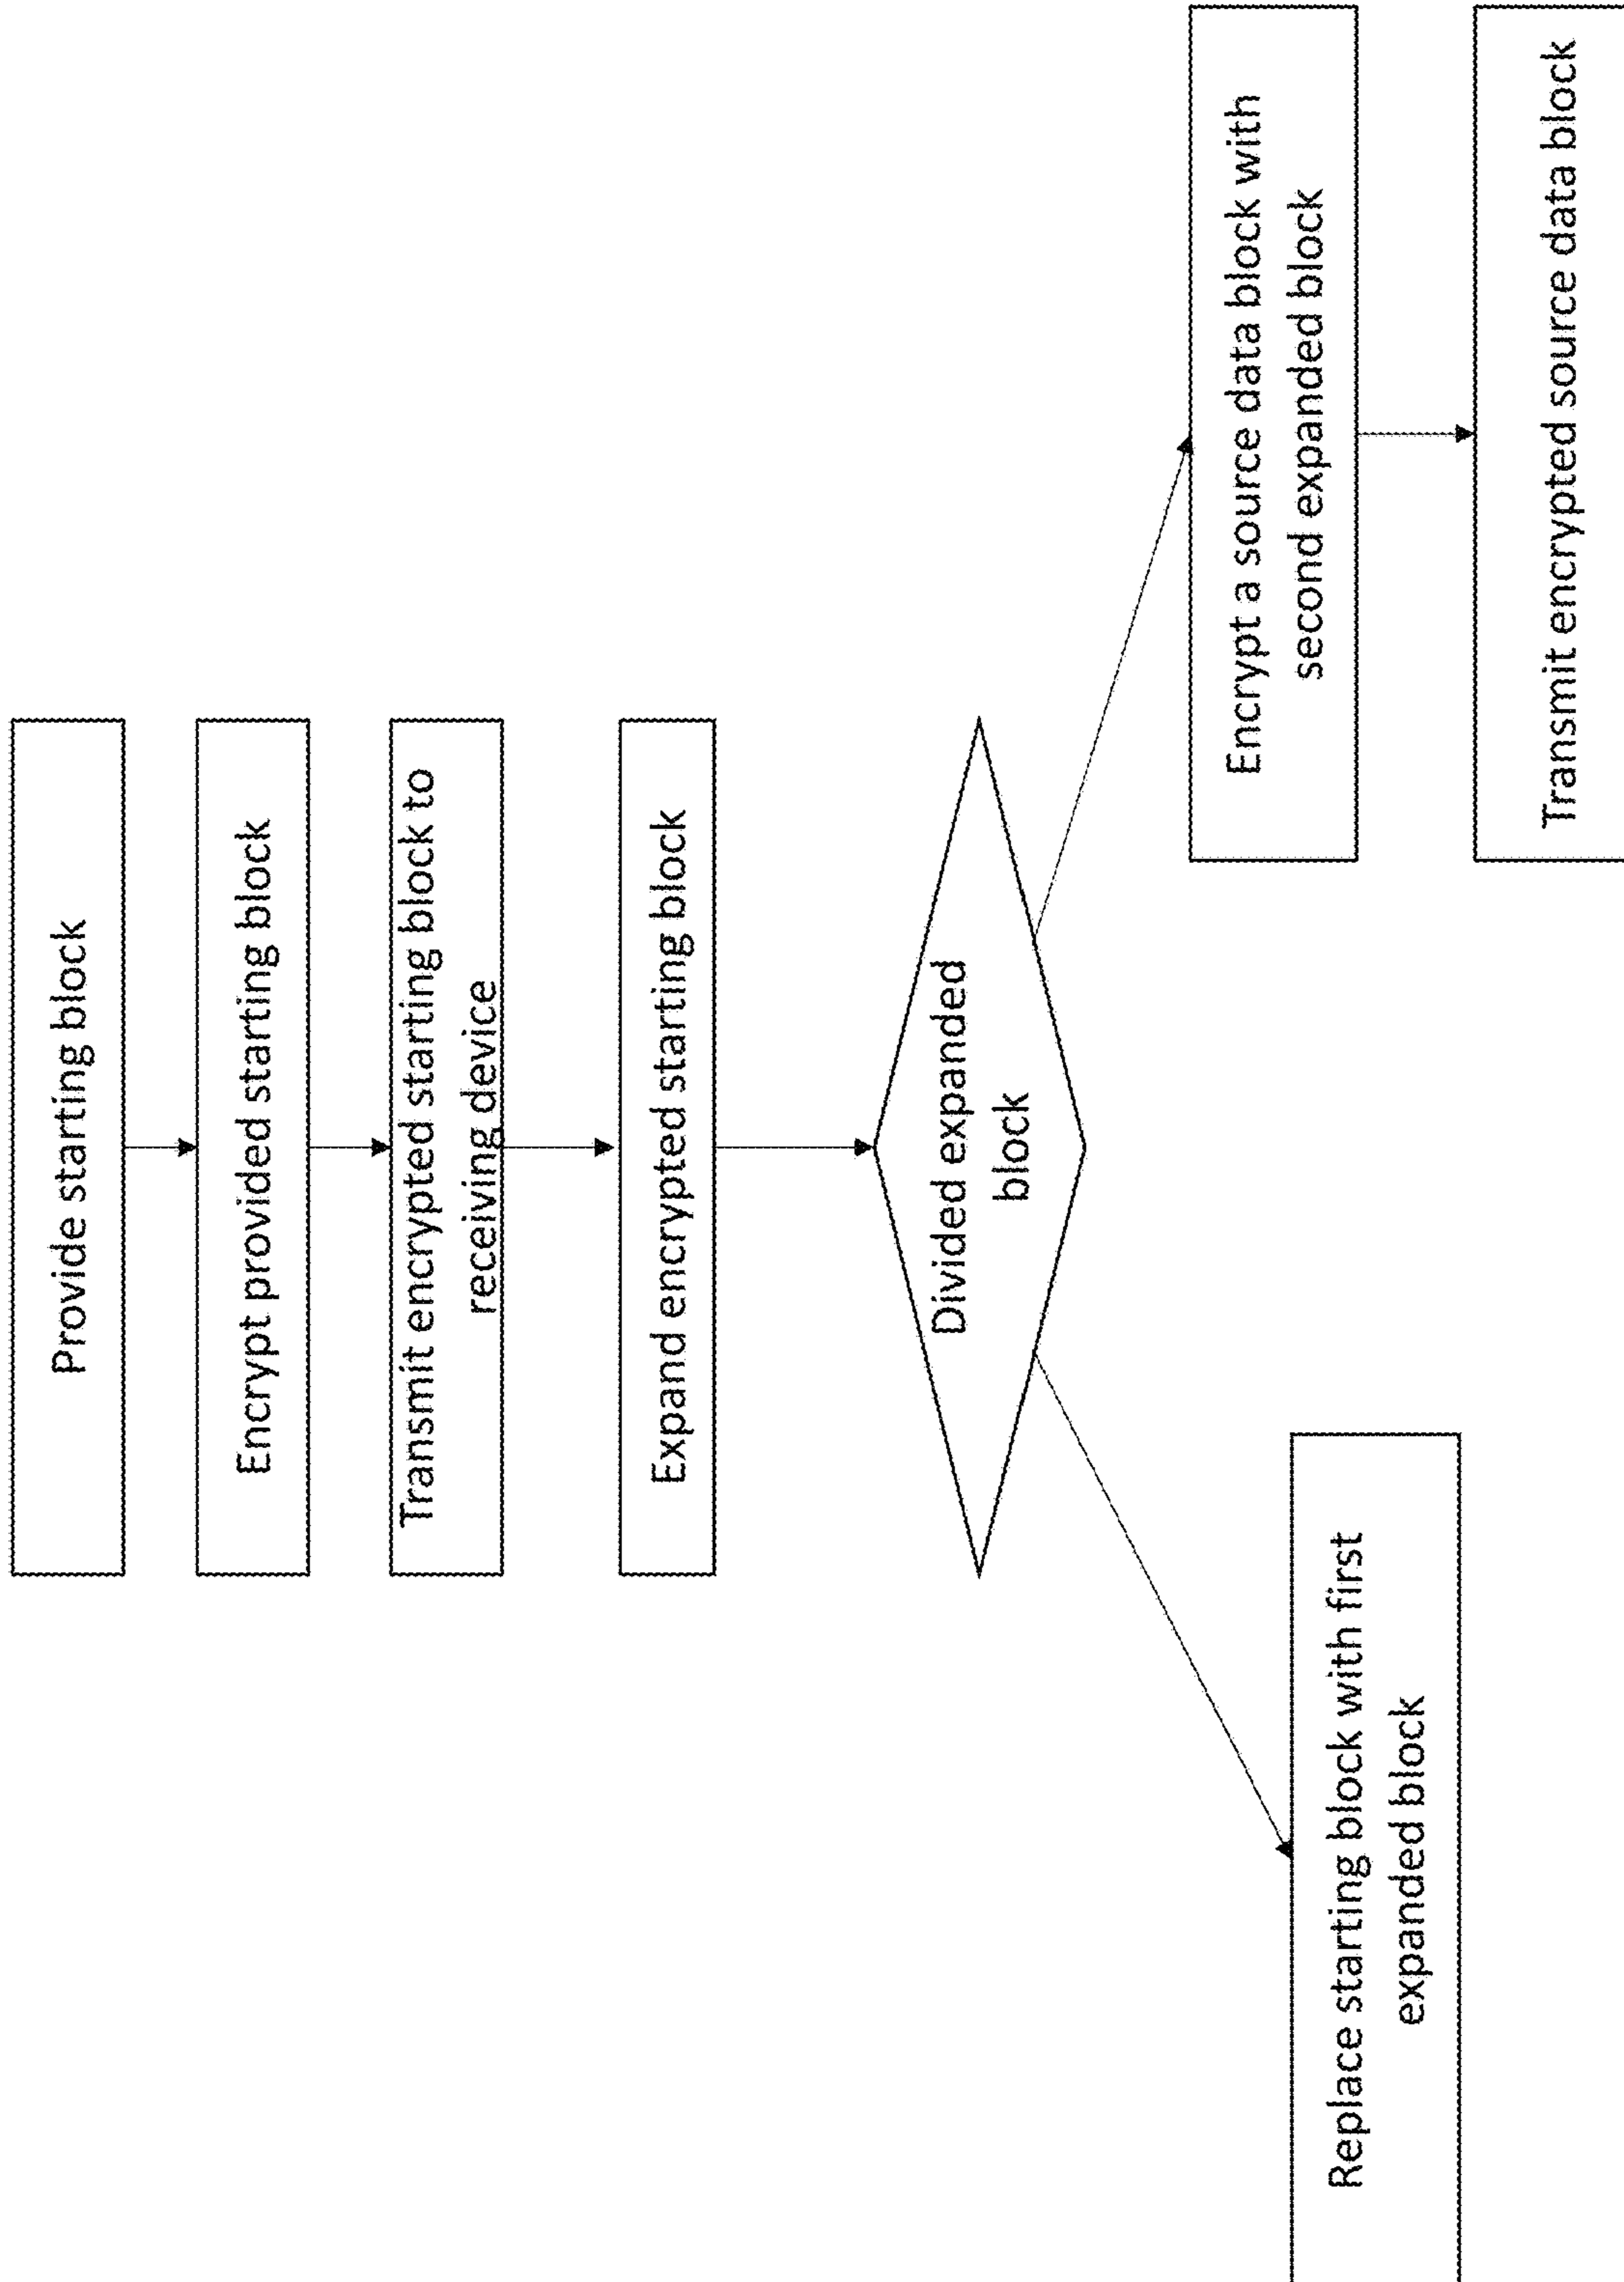 Provide starting block
Encrypt provided starting block
Transmit encrypted starting block to
receiving device
Expand encrypted starting block
Divided expanded
block
Encrypt a source data block with
second expanded block
Transmit encrypted source data block
Replace starting block with first
expanded block